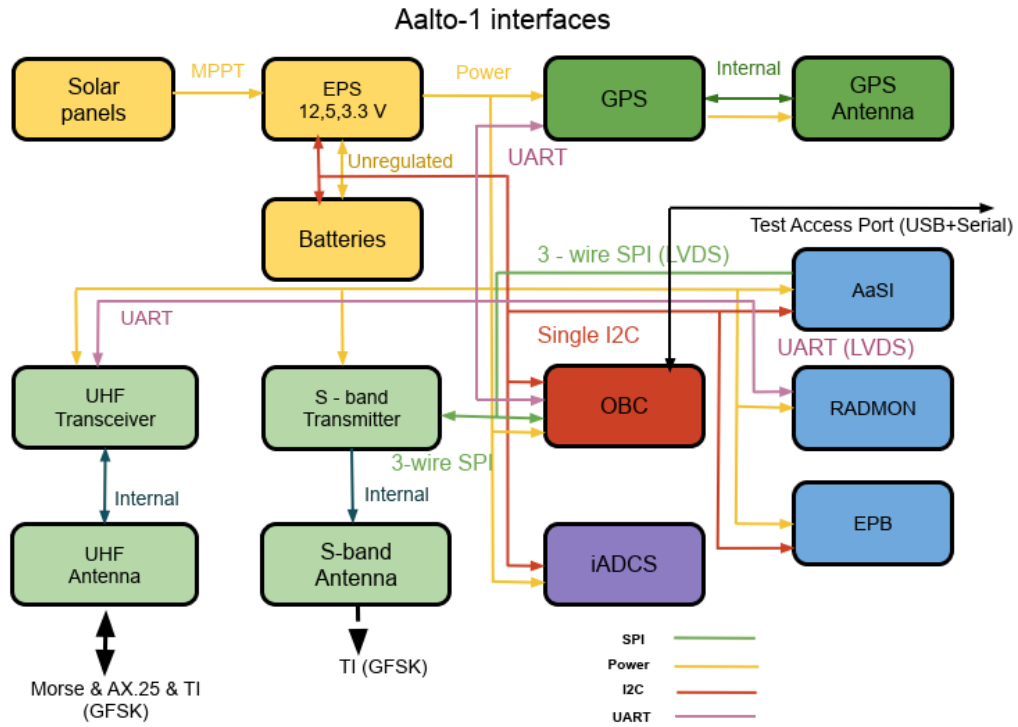 Aalto-1 interfaces
Solar
panels
MPPT
EPS
12,5,3.3 V
Power
GPS
Internal
GPS
Antenna
UART
Unregulated
Batteries
Test Access Port (USB+Serial)
3 - wire SPI (LVDS)
AaSI
UART
Single I2C
UART (LVDS)
UHF
Transceiver
S - band
Transmitter
OBC
RADMON
3-wire SPI
Internal
Internal
UHF
Antenna
S-band
Antenna
iADCS
EPB
SPI
Power
I2C
UART
TI (GFSK)
Morse & AX.25 & TI
(GFSK)